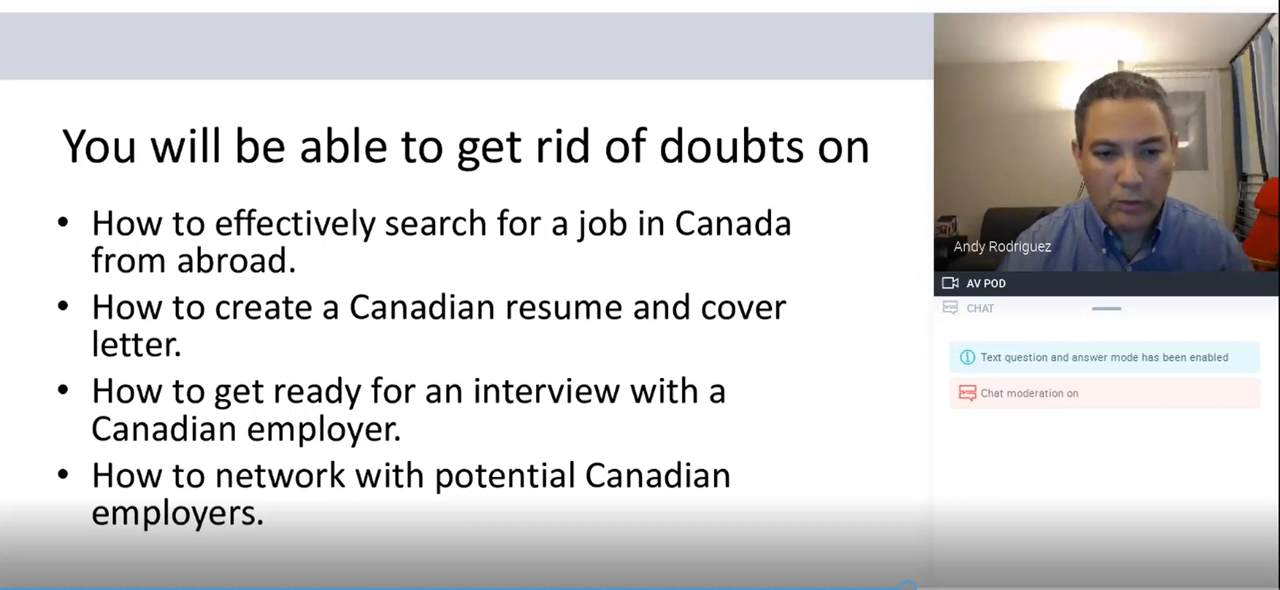 You will be able to get rid of doubts on
• How to effectively search for a job in Canada
from abroad.
• How to create a Canadian resume and cover
letter.
• How to get ready for an interview with a
Canadian employer.
• How to network with potential Canadian
employers.
Andy Rodriguez
AV POD
CHAT
Text question and answer mode has been enabled
Chat moderation on